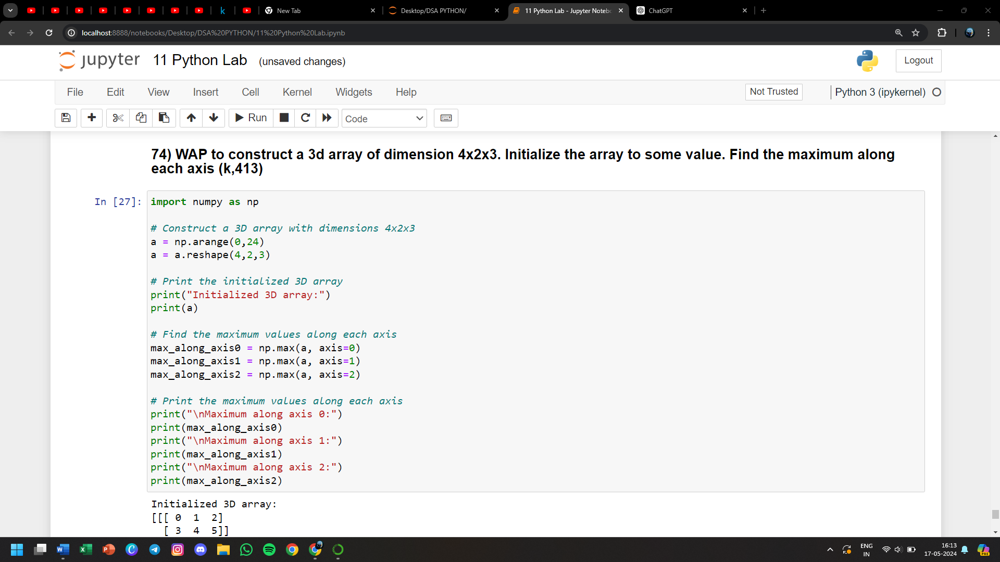 New Tab
Desktop/DSA PYTHON/
11 Python Lab - Jupyter Notebo
ChatGPT
localhost:8888/notebooks/Desktop/DSA%20PYTHON/11%20Python%20Lab.ipynb
jupyter 11 Python Lab (unsaved changes)
Logout
File Edit View Insert Cell Kernel Widgets Help
Not Trusted
Python 3 (ipykernel)
Run
Code
74) WAP to construct a 3d array of dimension 4x2x3. Initialize the array to some value. Find the maximum along
each axis (k,413)
In [27]:
import numpy as np
# Construct a 3D array with dimensions 4x2x3
a = np.arange(0,24)
a = a.reshape(4,2,3)
# Print the initialized 3D array
print("Initialized 3D array:")
print(a)
# Find the maximum values along each axis
max_along_axis0 = np.max(a, axis=0)
max_along_axis1 = np.max(a, axis=1)
max_along_axis2 = np.max(a, axis=2)
# Print the maximum values along each axis
print("\nMaximum along axis 0:")
print(max_along_axis0)
print("\nMaximum along axis 1:")
print(max_along_axis1)
print("\nMaximum along axis 2:")
print(max_along_axis2)
Initialized 3D array:
[[[ 0  1  2]
  [ 3  4  5]]
ENG
IN
16:13
17-05-2024
PRE